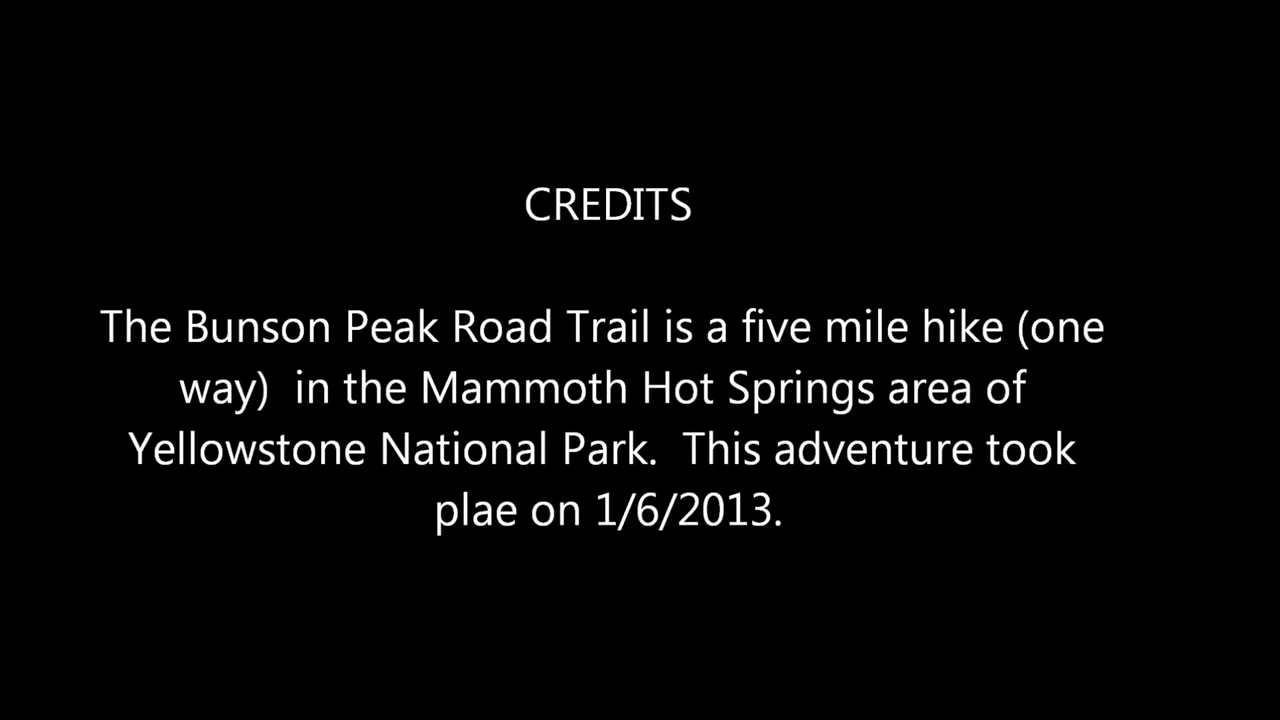 CREDITS
The Bunson Peak Road Trail is a five mile hike (one
way)  in the Mammoth Hot Springs area of
Yellowstone National Park.  This adventure took
plae on 1/6/2013.